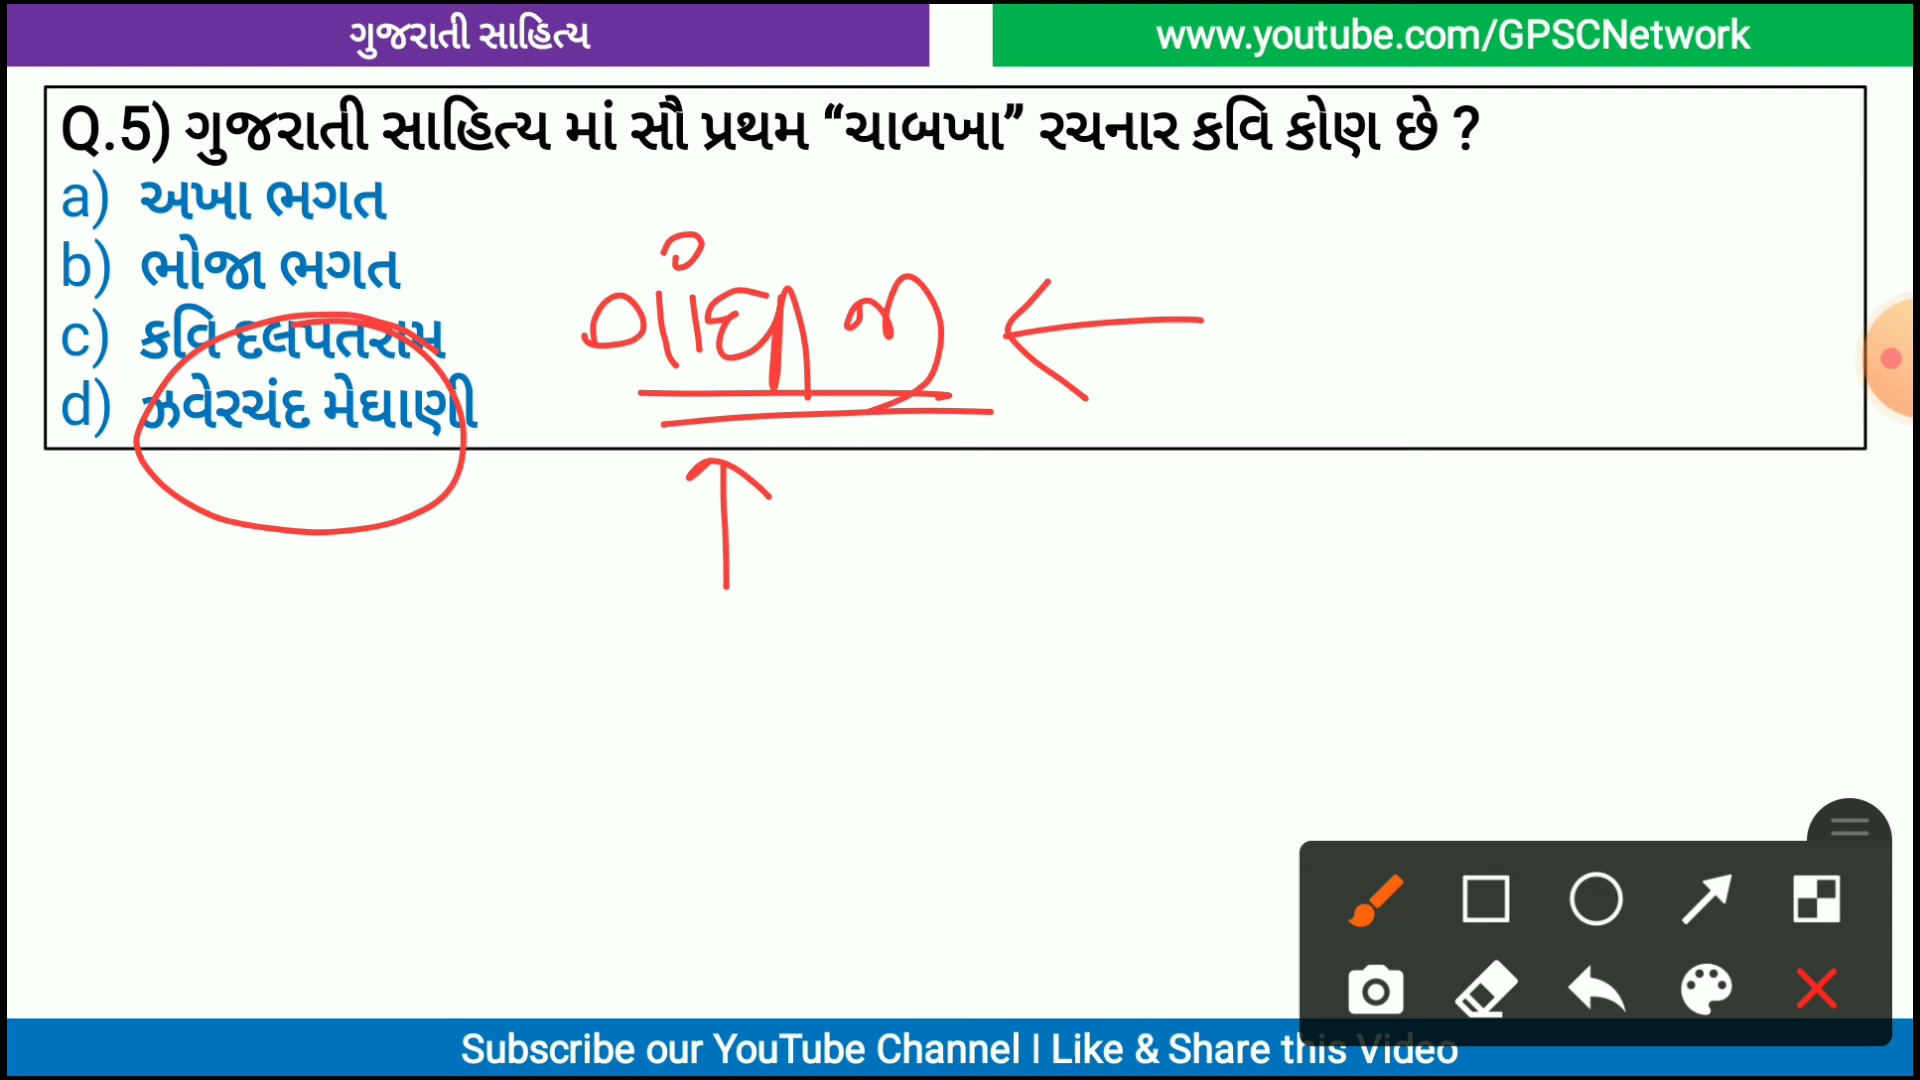 ગુજરાતી સાહિત્ય
www.youtube.com/GPSCNetwork
Q.5) ગુજરાતી સાહિત્ય માં સૌ પ્રથમ “ચાબખા” રચનાર કવિ કોણ છે ?
a) અખા ભગત
b) ભોજા ભગત
c) કવિ દલપતરામ
d) ઝવેરચંદ મેઘાણી
Subscribe our YouTube Channel I Like & Share this Video